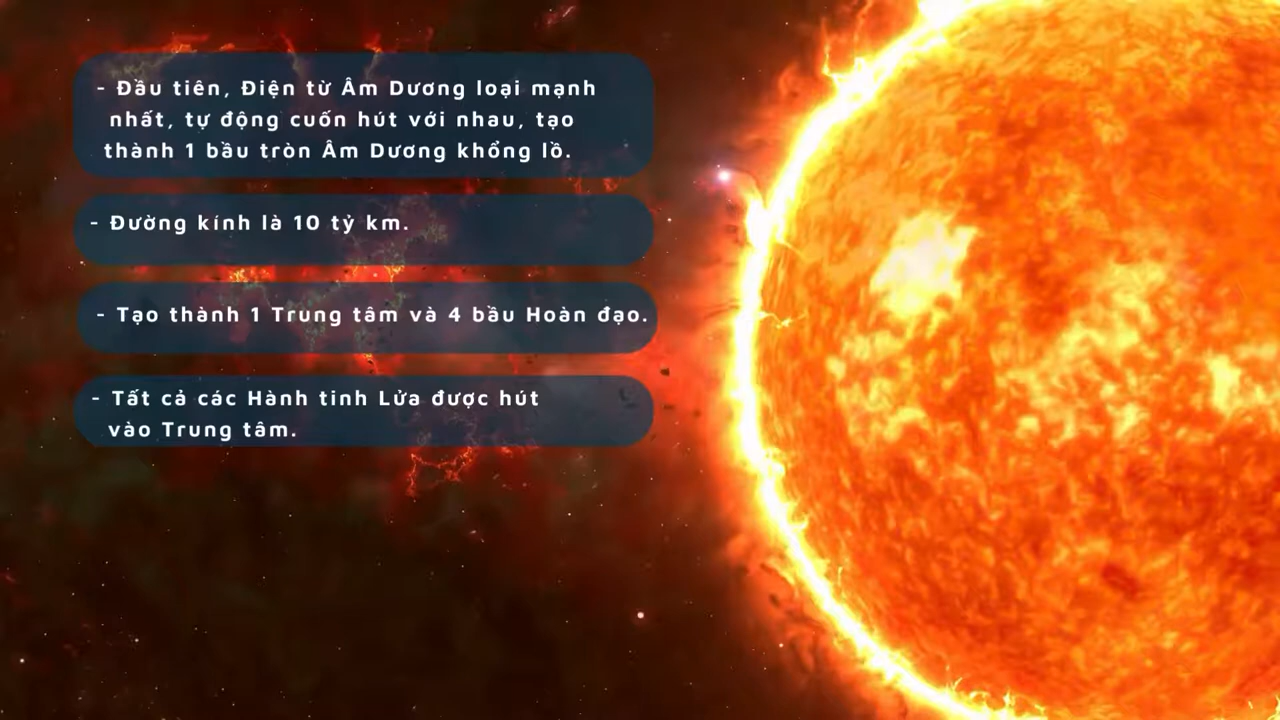 - Đầu tiên, Điện từ Âm Dương loại mạnh
nhất, tự động cuốn hút với nhau, tạo
thành 1 bầu tròn Âm Dương khổng lồ.
- Đường kính là 10 tỷ km.
- Tạo thành 1 Trung tâm và 4 bầu Hoàn đạo.
- Tất cả các Hành tinh Lửa được hút
vào Trung tâm.